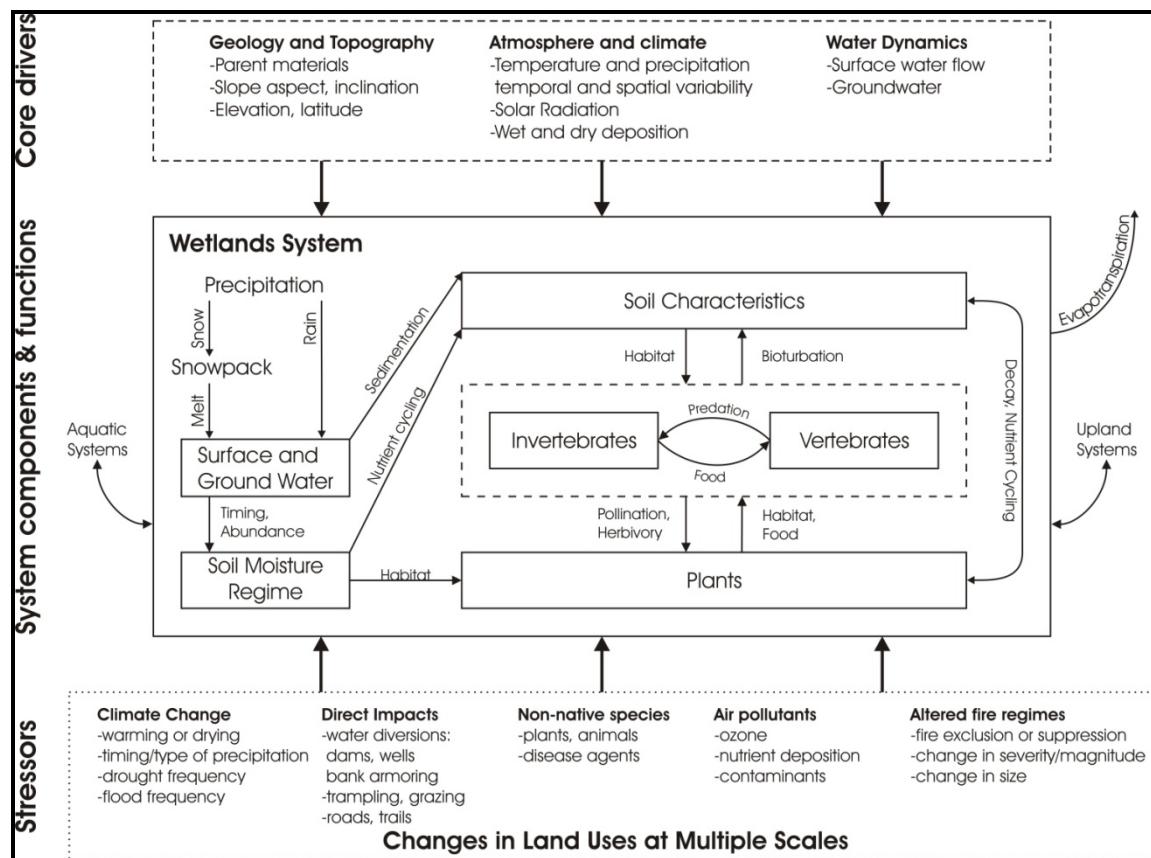 Core drivers
Geology and Topography
-Parent materials
-Slope aspect, inclination
-Elevation, latitude
Atmosphere and climate
-Temperature and precipitation
temporal and spatial variability
-Solar Radiation
-Wet and dry deposition
Water Dynamics
-Surface water flow
-Groundwater
System components & functions
Wetlands System
Precipitation
Snow
Rain
Snowpack
Melt
Surface and
Ground Water
Timing,
Abundance
Soil Moisture
Regime
Sedimentation
Nutrient cycling
Habitat
Soil Characteristics
Habitat
Bioturbation
Invertebrates
Predation
Food
Vertebrates
Pollination,
Herbivory
Habitat,
Food
Plants
Decay, Nutrient Cycling
Evapotranspiration
Aquatic
Systems
Upland
Systems
Stressors
Climate Change
-warming or drying
-timing/type of precipitation
-drought frequency
-flood frequency
Direct Impacts
-water diversions:
dams, wells
bank armoring
-trampling, grazing
-roads, trails
Non-native species
-plants, animals
-disease agents
Air pollutants
-ozone
-nutrient deposition
-contaminants
Altered fire regimes
-fire exclusion or suppression
-change in severity/magnitude
-change in size
Changes in Land Uses at Multiple Scales